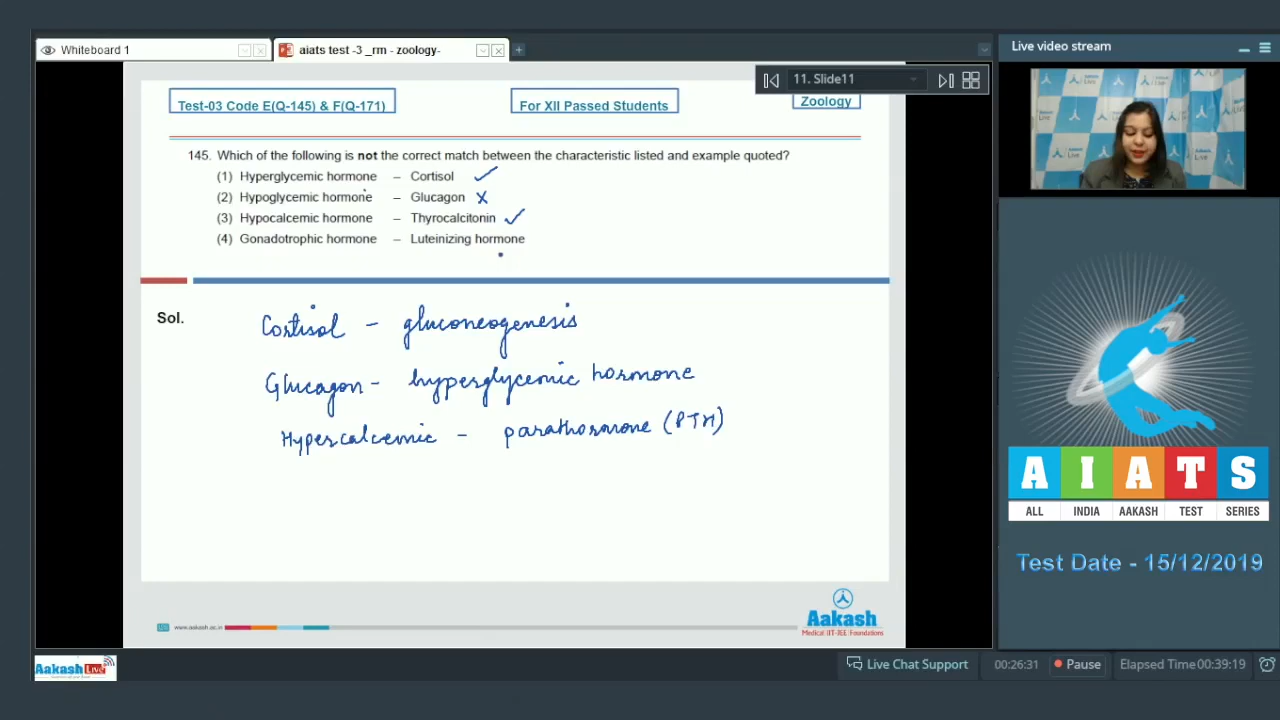 Whiteboard 1
aiats test -3 _rm - zoology-
Live video stream
11. Slide11
Test-03 Code E(Q-145) & F(Q-171)
For XII Passed Students
Zoology
145. Which of the following is not the correct match between the characteristic listed and example quoted?
(1) Hyperglycemic hormone – Cortisol
(2) Hypoglycemic hormone – Glucagon
(3) Hypocalcemic hormone – Thyrocalcitonin
(4) Gonadotrophic hormone – Luteinizing hormone
Sol.
Cortisol – gluconeogenesis
Glucagon – hyperglycemic hormone
Hypercalcemic – parathormone (PTH)
A I A T S
ALL INDIA AAKASH TEST SERIES
Test Date - 15/12/2019
www.aakash.ac.in
Aakash
Medical IIT-JEE Foundations
Aakash Live
Live Chat Support
00:26:31
Pause
Elapsed Time 00:39:19